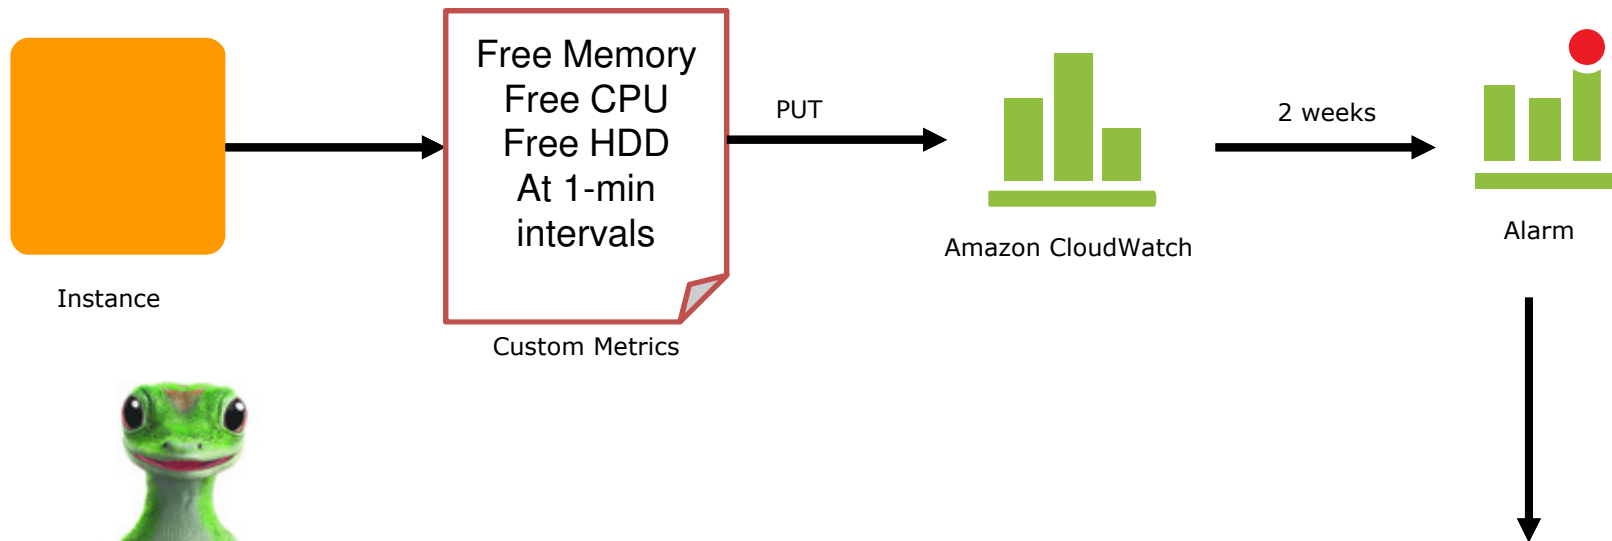 Free Memory
Free CPU
Free HDD
At 1-min
intervals
PUT
2 weeks
Instance
Custom Metrics
Amazon CloudWatch
Alarm